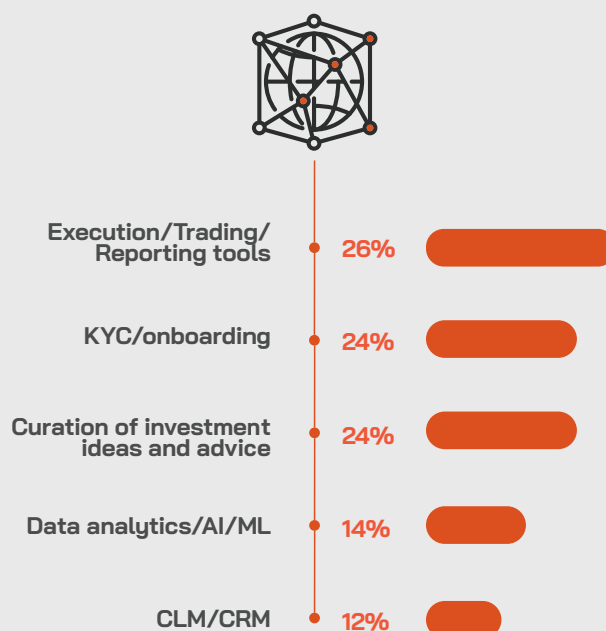 Execution/Trading/
Reporting tools
26%
KYC/onboarding
24%
Curation of investment
ideas and advice
24%
Data analytics/AI/ML
14%
CLM/CRM
12%